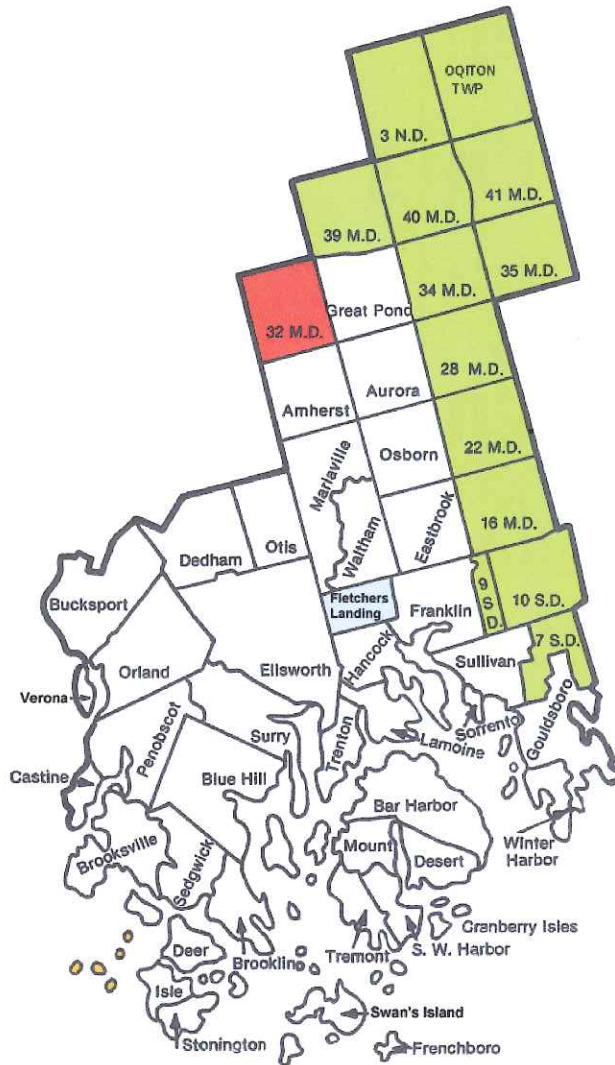 OQITON
TWP
3 N.D.
41 M.D.
40 M.D.
39 M.D.
35 M.D.
34 M.D.
Great Pond
32 M.D.
28 M.D.
Aurora
Amherst
22 M.D.
Osborn
Mariaville
16 M.D.
Eastbrook
Waltham
Otis
Dedham
Bucksport
Fletchers
Landing
Franklin
9
S
D.
10 S.D.
7 S.D.
Hancock
Sullivan
Orland
Ellsworth
Verona
Sorrento
Gouldsboro
Lamoine
Trenton
Surry
Penobscot
Castine
Blue Hill
Bar Harbor
Winter
Harbor
Mount
Desert
Brooksville
Sedgwick
Cranberry Isles
S. W. Harbor
Tremont
Brooklin
Deer
Isle
Swan's Island
Stonington
Frenchboro